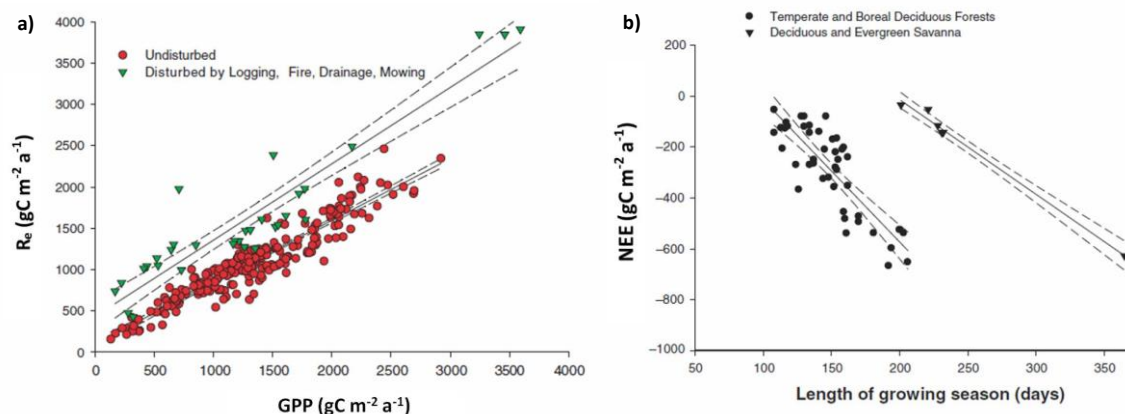 a)
Undisturbed
Disturbed by Logging, Fire, Drainage, Mowing
4000
3500
3000
2500
2000
1500
1000
500
0
Re (gC m-2 a-1)
0 500 1000 1500 2000 2500 3000 3500 4000
GPP (gC m-2 a-1)
b)
Temperate and Boreal Deciduous Forests
Deciduous and Evergreen Savanna
200
0
−200
−400
−600
−800
−1000
NEE (gC m-2 a-1)
50 100 150 200 250 300 350
Length of growing season (days)